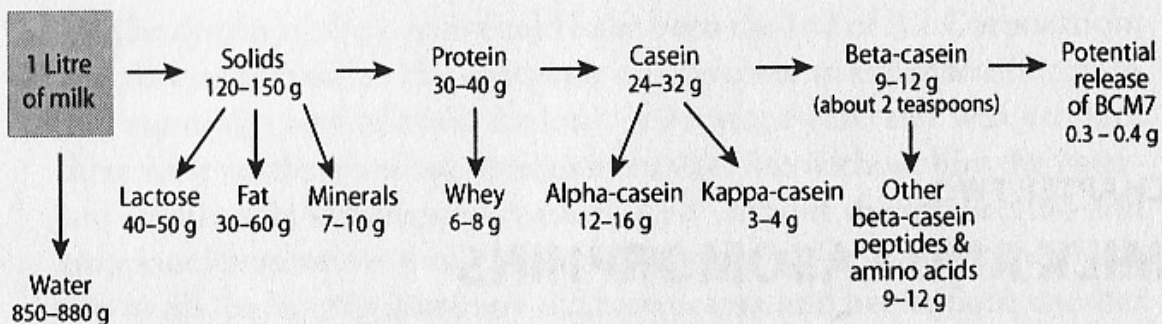 1 Litre
of milk
Solids
120–150 g
Protein
30–40 g
Casein
24–32 g
Beta-casein
9–12 g
(about 2 teaspoons)
Potential
release
of BCM7
0.3 – 0.4 g
Lactose
40–50 g
Fat
30–60 g
Minerals
7–10 g
Whey
6–8 g
Alpha-casein
12–16 g
Kappa-casein
3–4 g
Other
beta-casein
peptides &
amino acids
9–12 g
Water
850–880 g